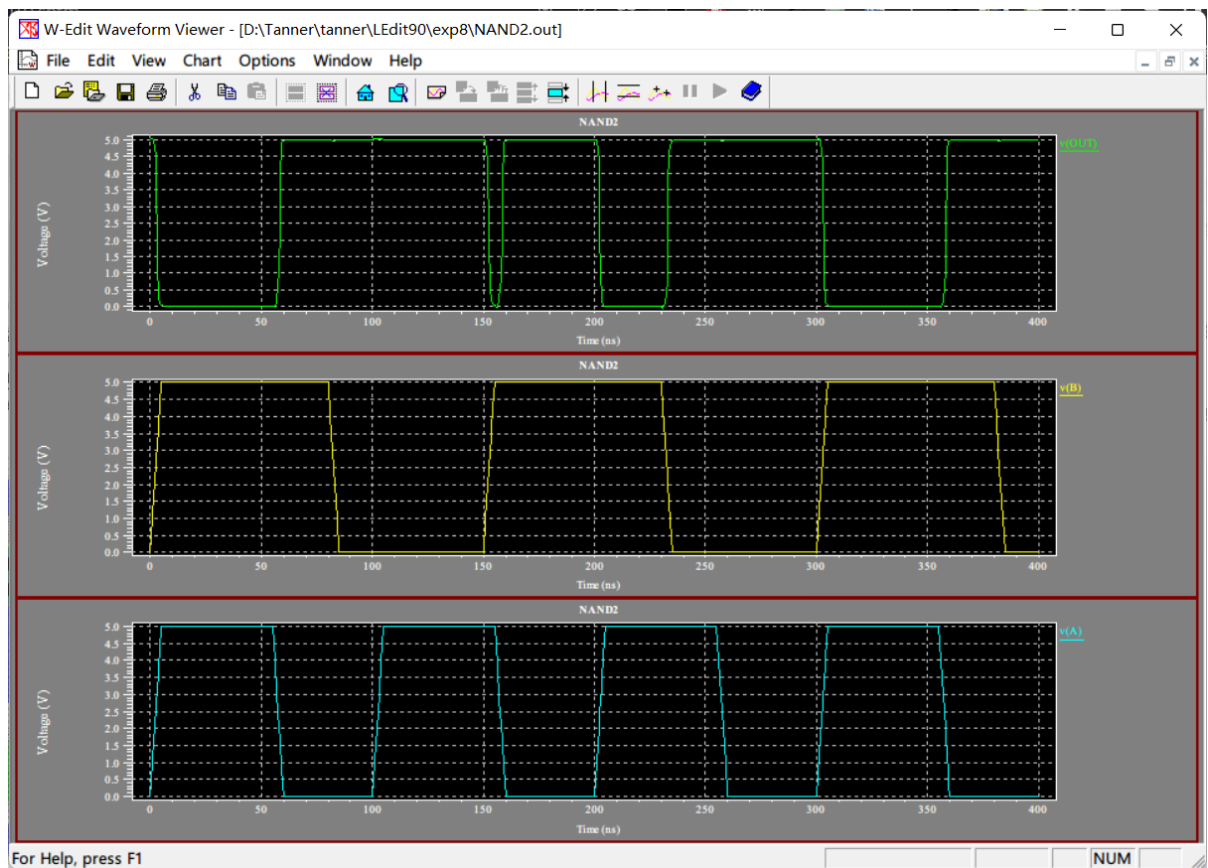 W-Edit Waveform Viewer - [D:\Tanner\tanner\LEdit90\exp8\NAND2.out]
File Edit View Chart Options Window Help
NAND2
v(OUT)
Voltage (V)
5.0
4.5
4.0
3.5
3.0
2.5
2.0
1.5
1.0
0.5
0.0
0 50 100 150 200 250 300 350 400
Time (ns)
NAND2
v(B)
Voltage (V)
5.0
4.5
4.0
3.5
3.0
2.5
2.0
1.5
1.0
0.5
0.0
0 50 100 150 200 250 300 350 400
Time (ns)
NAND2
v(A)
Voltage (V)
5.0
4.5
4.0
3.5
3.0
2.5
2.0
1.5
1.0
0.5
0.0
0 50 100 150 200 250 300 350 400
Time (ns)
For Help, press F1 NUM